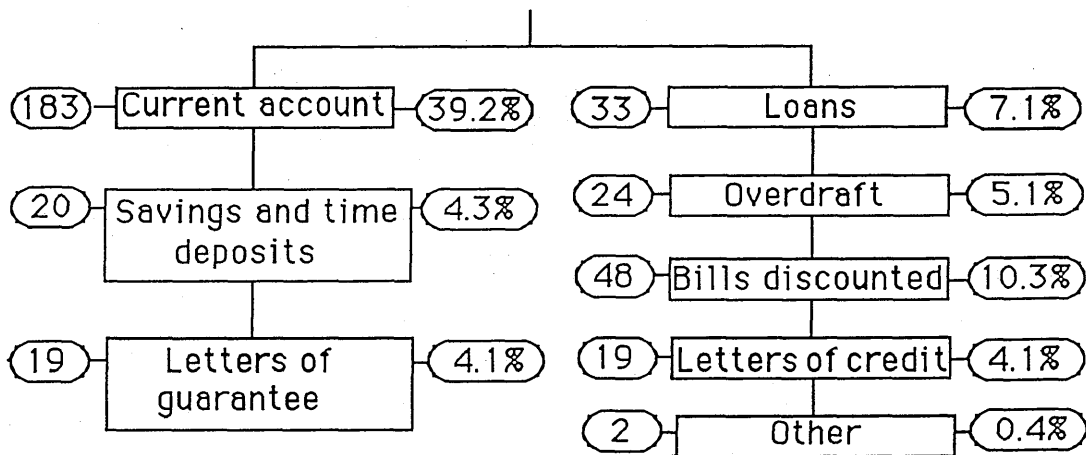 183 Current account 39.2%
20 Savings and time 4.3%
deposits
19 Letters of 4.1%
guarantee
33 Loans 7.1%
24 Overdraft 5.1%
48 Bills discounted 10.3%
19 Letters of credit 4.1%
2 Other 0.4%